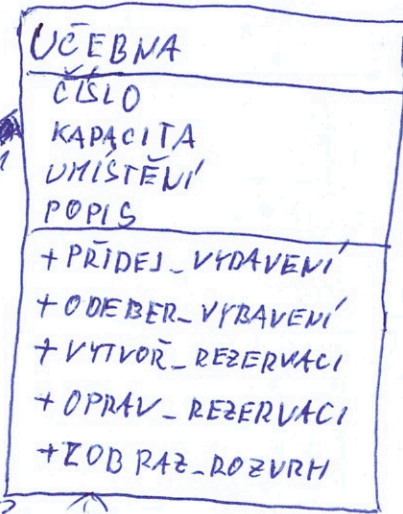 UČEBNA
ČÍSLO
KAPACITA
UMÍSTĚNÍ
POPIS
+PŘIDEJ_VYBAVENÍ
+ODEBER_VYBAVENÍ
+VYTVOŘ_REZERVACI
+OPRAV_REZERVACI
+ZOBRAZ_ROZVRH